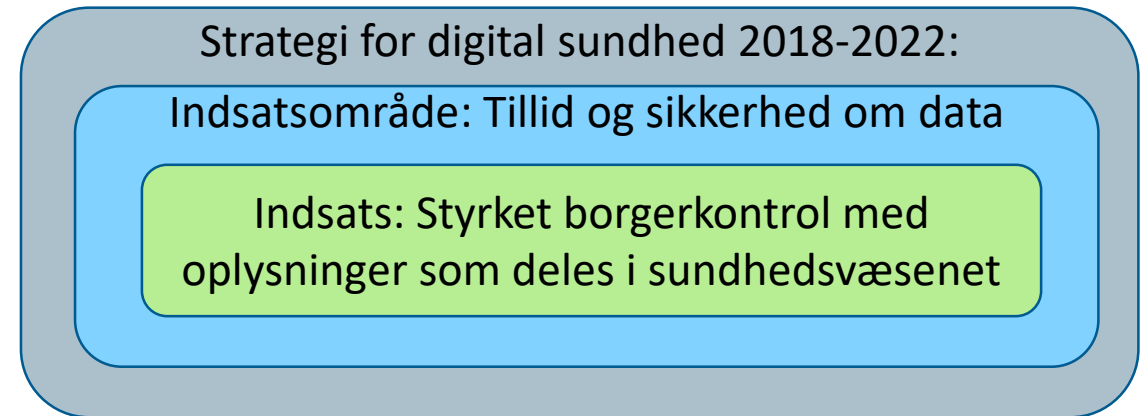 Strategi for digital sundhed 2018-2022:
Indsatsområde: Tillid og sikkerhed om data
Indsats: Styrket borgerkontrol med
oplysninger som deles i sundhedsvæsenet